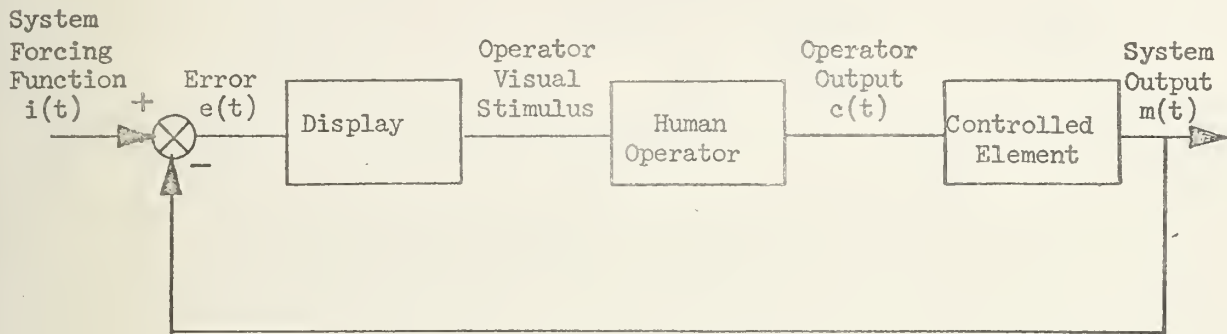 System
Forcing
Function
i(t)
+
Error
e(t)
−
Display
Operator
Visual
Stimulus
Human
Operator
Operator
Output
c(t)
Controlled
Element
System
Output
m(t)